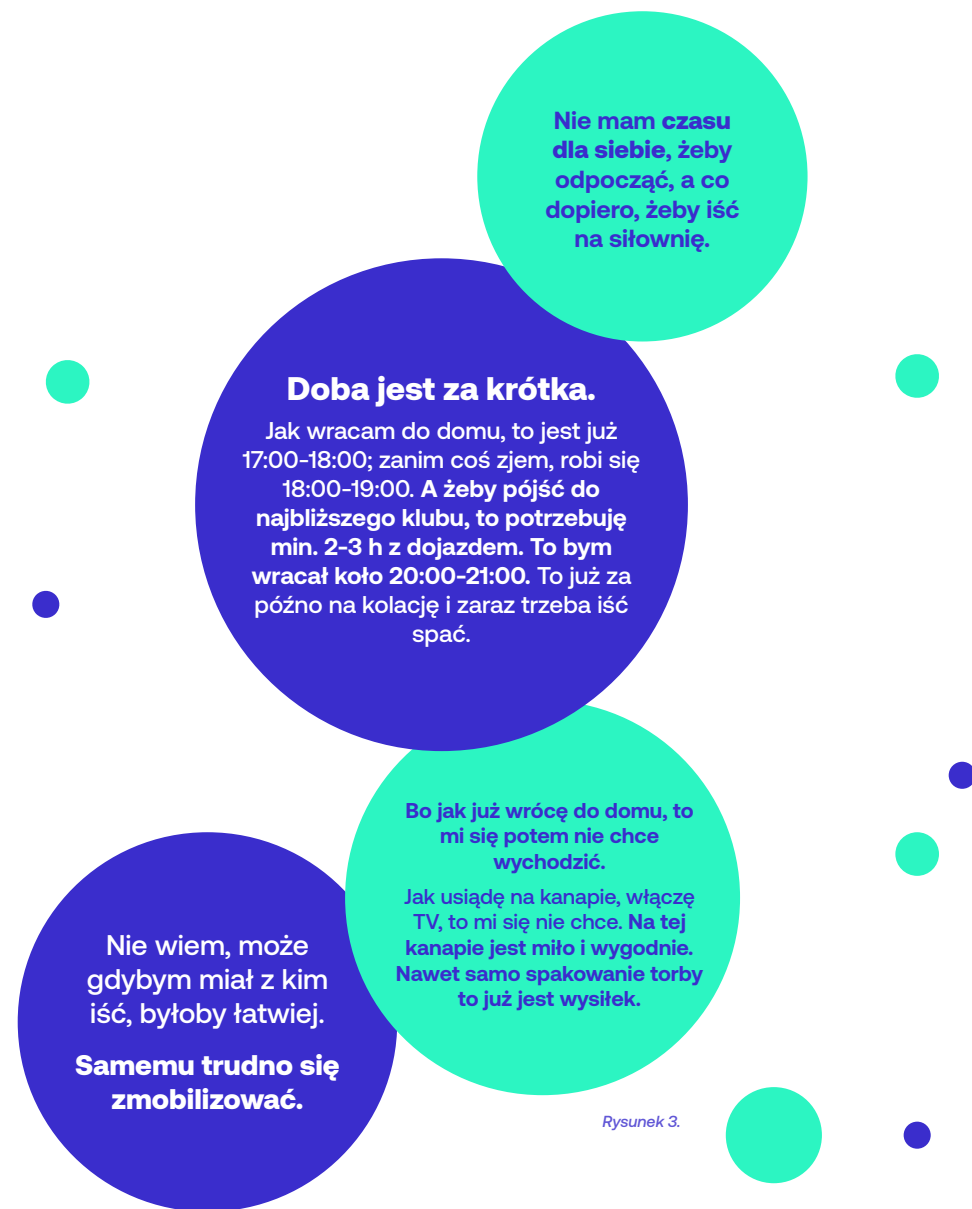 Nie mam czasu
dla siebie, żeby
odpocząć, a co
dopiero, żeby iść
na siłownię.
Doba jest za krótka.
Jak wracam do domu, to jest już
17:00-18:00; zanim coś zjem, robi się
18:00-19:00. A żeby pójść do
najbliższego klubu, to potrzebuję
min. 2-3 h z dojazdem. To bym
wracał koło 20:00-21:00. To już za
późno na kolację i zaraz trzeba iść
spać.
Bo jak już wrócę do domu, to
mi się potem nie chce
wychodzić.
Jak usiądę na kanapie, włączę
TV, to mi się nie chce. Na tej
kanapie jest miło i wygodnie.
Nawet samo spakowanie torby
to już jest wysiłek.
Nie wiem, może
gdybym miał z kim
iść, byłoby łatwiej.
Samemu trudno się
zmobilizować.
Rysunek 3.